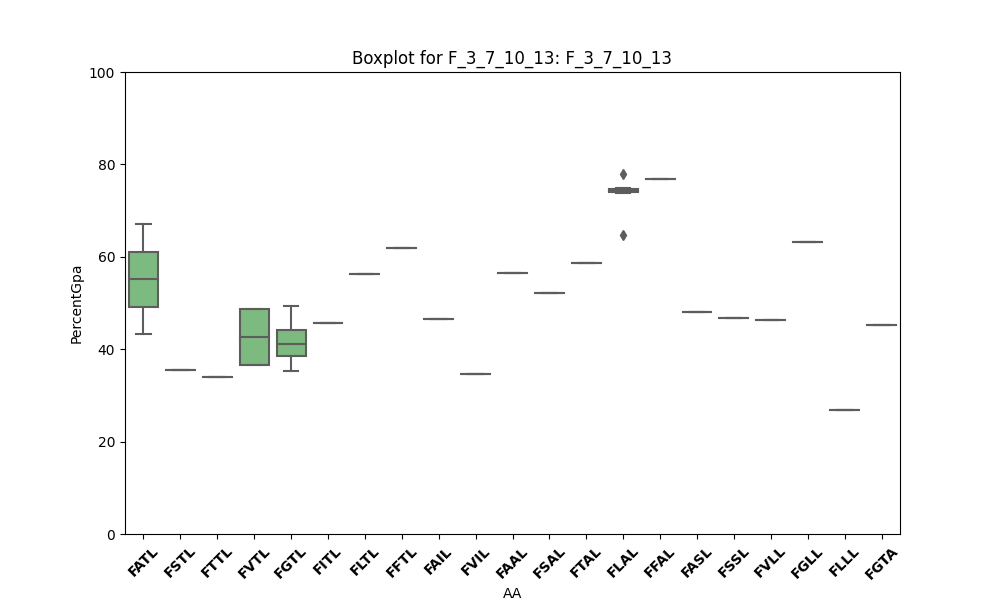 Boxplot for F_3_7_10_13: F_3_7_10_13
100
80
60
40
20
0
PercentGpa
FATL FSTL FTTL FVTL FGTL FITL FLTL FFTL FAIL FVIL FAAL FSAL FTAL FLAL FFAL FASL FSSL FVLL FGLL FLLL FGTA
AA